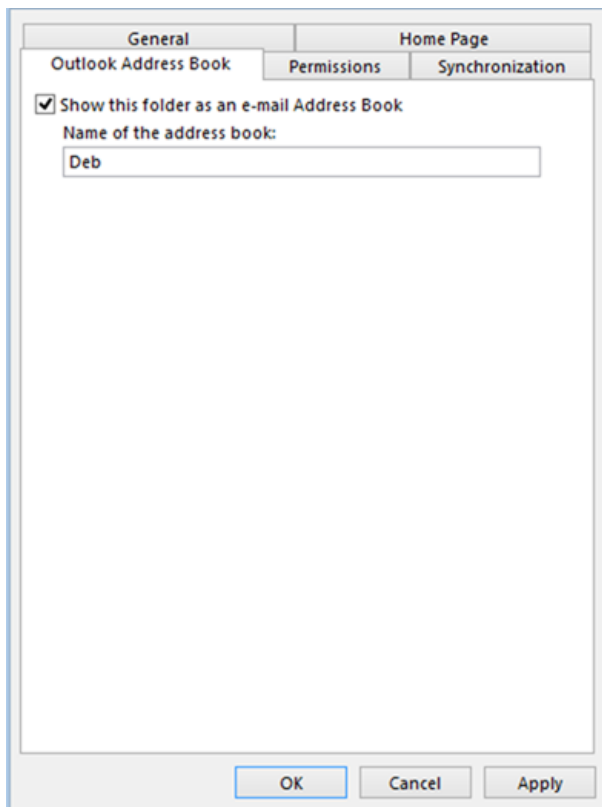 General Home Page
Outlook Address Book Permissions Synchronization
Show this folder as an e-mail Address Book
Name of the address book:
Deb
OK Cancel Apply